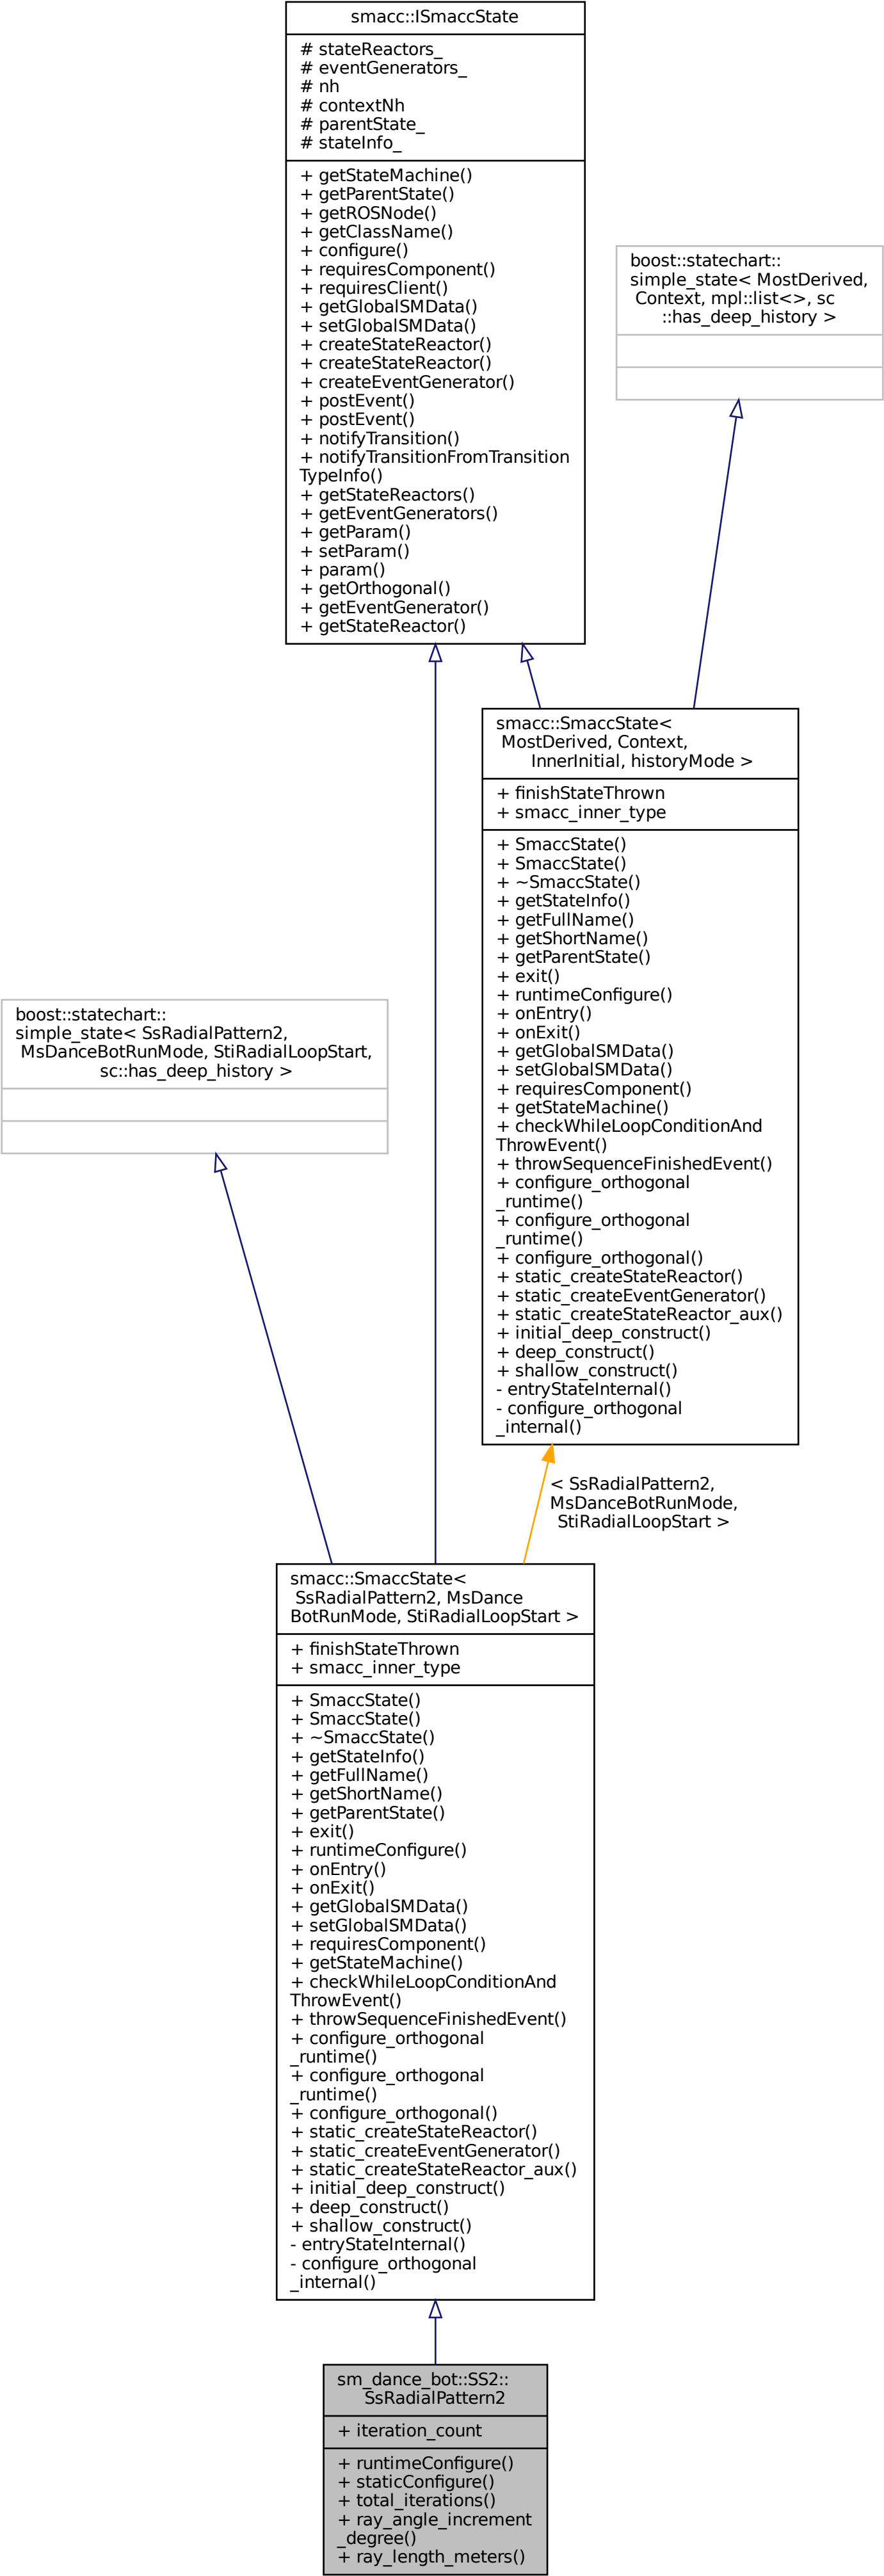 smacc::ISmaccState
# stateReactors_
# eventGenerators_
# nh
# contextNh
# parentState_
# stateInfo_
+ getStateMachine()
+ getParentState()
+ getROSNode()
+ getClassName()
+ configure()
+ requiresComponent()
+ requiresClient()
+ getGlobalSMData()
+ setGlobalSMData()
+ createStateReactor()
+ createStateReactor()
+ createEventGenerator()
+ postEvent()
+ postEvent()
+ notifyTransition()
+ notifyTransitionFromTransition
TypeInfo()
+ getStateReactors()
+ getEventGenerators()
+ getParam()
+ setParam()
+ param()
+ getOrthogonal()
+ getEventGenerator()
+ getStateReactor()
boost::statechart::
simple_state< MostDerived,
Context, mpl::list<>, sc
::has_deep_history >
smacc::SmaccState<
MostDerived, Context,
InnerInitial, historyMode >
+ finishStateThrown
+ smacc_inner_type
+ SmaccState()
+ SmaccState()
+ ~SmaccState()
+ getStateInfo()
+ getFullName()
+ getShortName()
+ getParentState()
+ exit()
+ runtimeConfigure()
+ onEntry()
+ onExit()
+ getGlobalSMData()
+ setGlobalSMData()
+ requiresComponent()
+ getStateMachine()
+ checkWhileLoopConditionAnd
ThrowEvent()
+ throwSequenceFinishedEvent()
+ configure_orthogonal
_runtime()
+ configure_orthogonal
_runtime()
+ configure_orthogonal()
+ static_createStateReactor()
+ static_createEventGenerator()
+ static_createStateReactor_aux()
+ initial_deep_construct()
+ deep_construct()
+ shallow_construct()
- entryStateInternal()
- configure_orthogonal
_internal()
boost::statechart::
simple_state< SsRadialPattern2,
MsDanceBotRunMode, StiRadialLoopStart,
sc::has_deep_history >
< SsRadialPattern2,
MsDanceBotRunMode,
StiRadialLoopStart >
smacc::SmaccState<
SsRadialPattern2, MsDance
BotRunMode, StiRadialLoopStart >
+ finishStateThrown
+ smacc_inner_type
+ SmaccState()
+ SmaccState()
+ ~SmaccState()
+ getStateInfo()
+ getFullName()
+ getShortName()
+ getParentState()
+ exit()
+ runtimeConfigure()
+ onEntry()
+ onExit()
+ getGlobalSMData()
+ setGlobalSMData()
+ requiresComponent()
+ getStateMachine()
+ checkWhileLoopConditionAnd
ThrowEvent()
+ throwSequenceFinishedEvent()
+ configure_orthogonal
_runtime()
+ configure_orthogonal
_runtime()
+ configure_orthogonal()
+ static_createStateReactor()
+ static_createEventGenerator()
+ static_createStateReactor_aux()
+ initial_deep_construct()
+ deep_construct()
+ shallow_construct()
- entryStateInternal()
- configure_orthogonal
_internal()
sm_dance_bot::SS2::
SsRadialPattern2
+ iteration_count
+ runtimeConfigure()
+ staticConfigure()
+ total_iterations()
+ ray_angle_increment
_degree()
+ ray_length_meters()